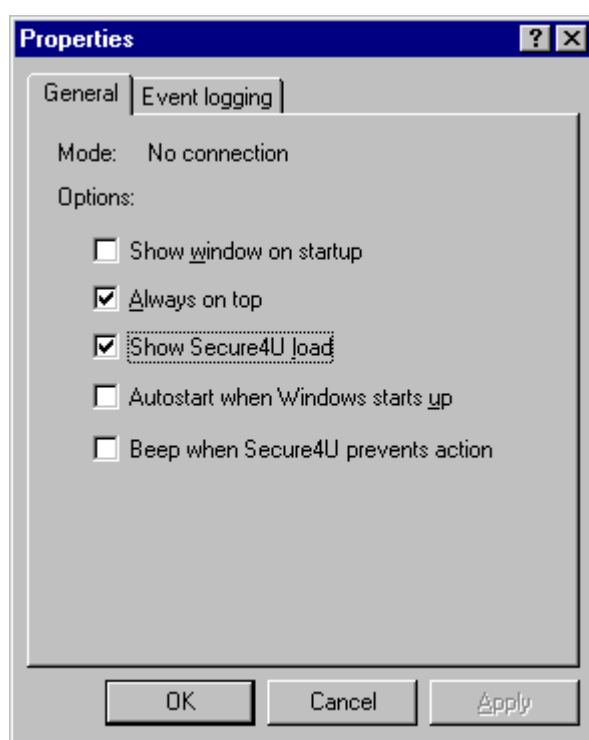 Properties
General Event logging
Mode: No connection
Options:
Show window on startup
Always on top
Show Secure4U load
Autostart when Windows starts up
Beep when Secure4U prevents action
OK Cancel Apply